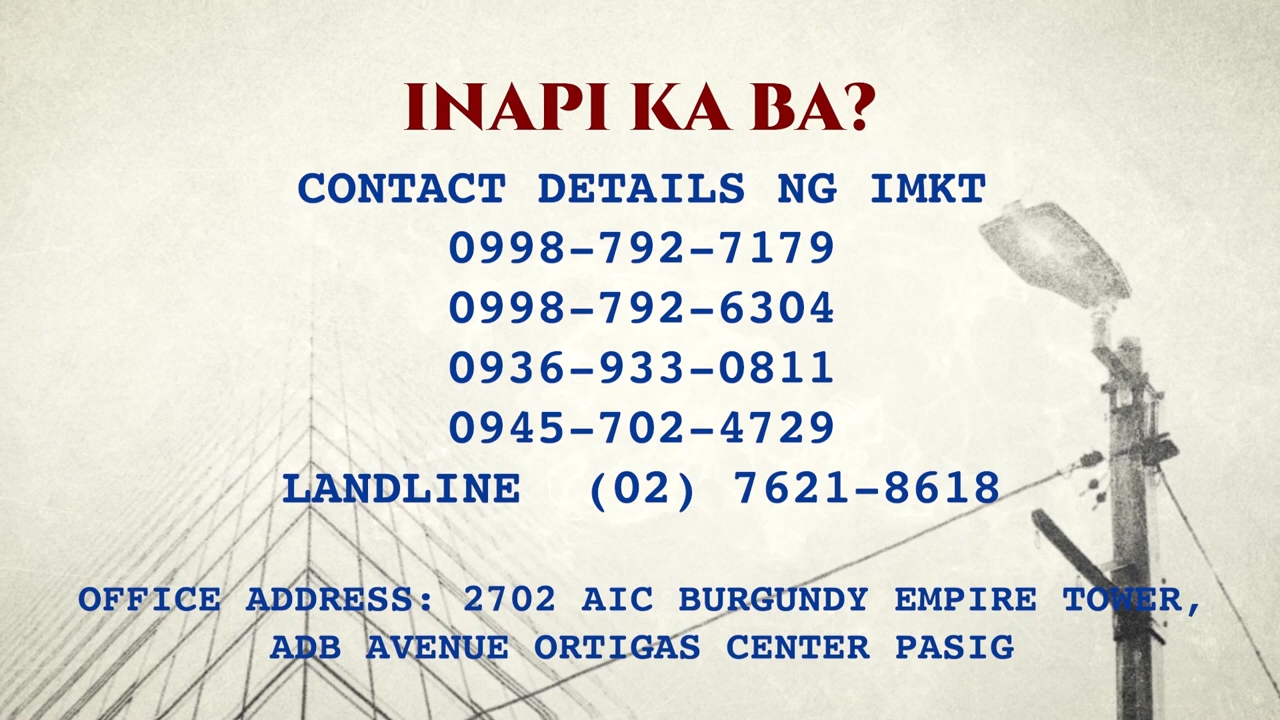 INAPI KA BA?
CONTACT DETAILS NG IMKT
0998-792-7179
0998-792-6304
0936-933-0811
0945-702-4729
LANDLINE (02) 7621-8618
OFFICE ADDRESS: 2702 AIC BURGUNDY EMPIRE TOWER,
ADB AVENUE ORTIGAS CENTER PASIG